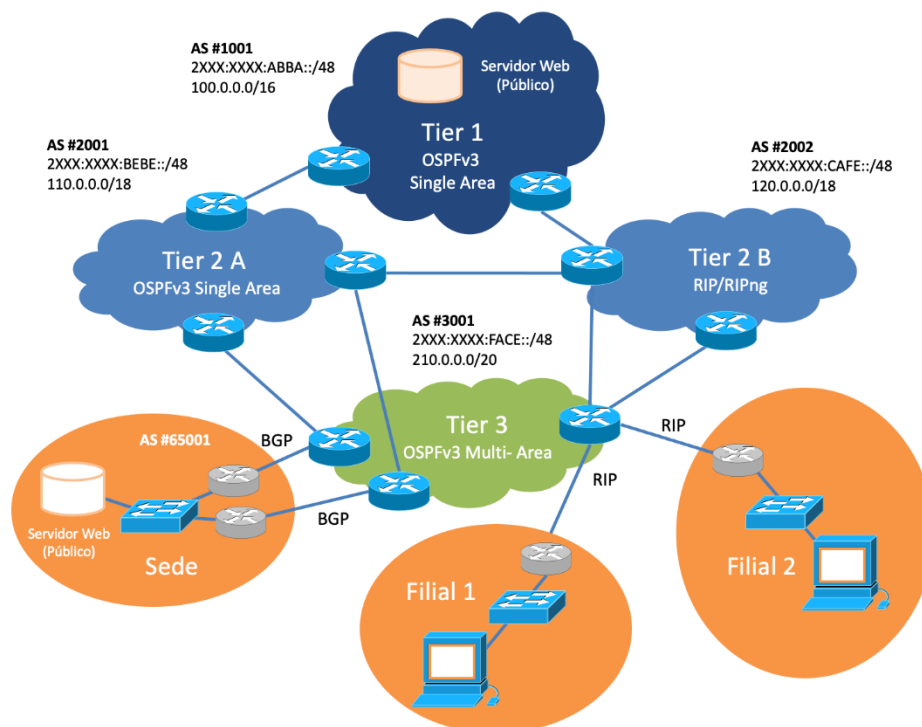 AS #1001
2XXX:XXXX:ABBA::/48
100.0.0.0/16
Servidor Web
(Público)
Tier 1
OSPFv3
Single Area
AS #2001
2XXX:XXXX:BEBE::/48
110.0.0.0/18
AS #2002
2XXX:XXXX:CAFE::/48
120.0.0.0/18
Tier 2 A
OSPFv3 Single Area
Tier 2 B
RIP/RIPng
AS #3001
2XXX:XXXX:FACE::/48
210.0.0.0/20
Tier 3
OSPFv3 Multi- Area
AS #65001
BGP
BGP
RIP
RIP
Servidor Web
(Público)
Sede
Filial 1
Filial 2